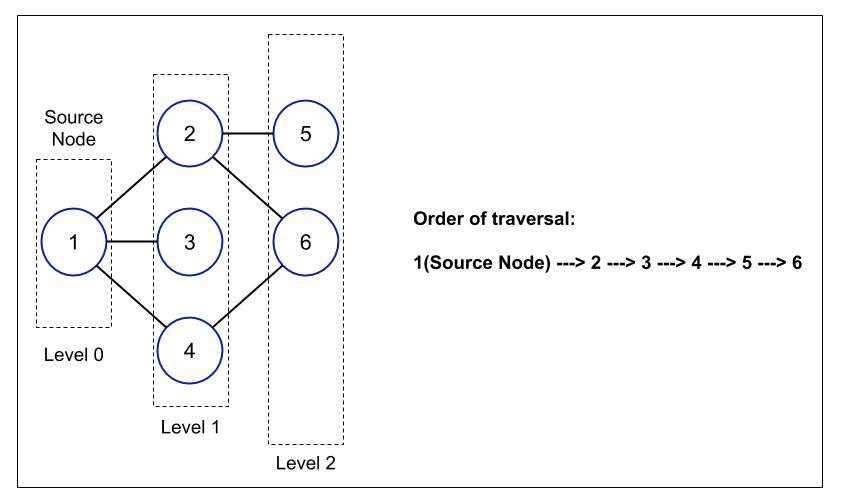 Source
Node
1
2
3
4
5
6
Level 0
Level 1
Level 2
Order of traversal:
1(Source Node) ---> 2 ---> 3 ---> 4 ---> 5 ---> 6